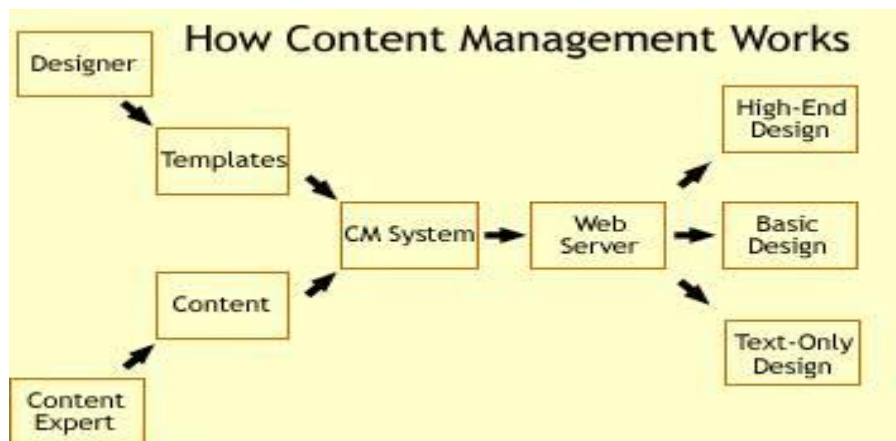 How Content Management Works
Designer
Templates
Content
Content
Expert
CM System
Web
Server
High-End
Design
Basic
Design
Text-Only
Design